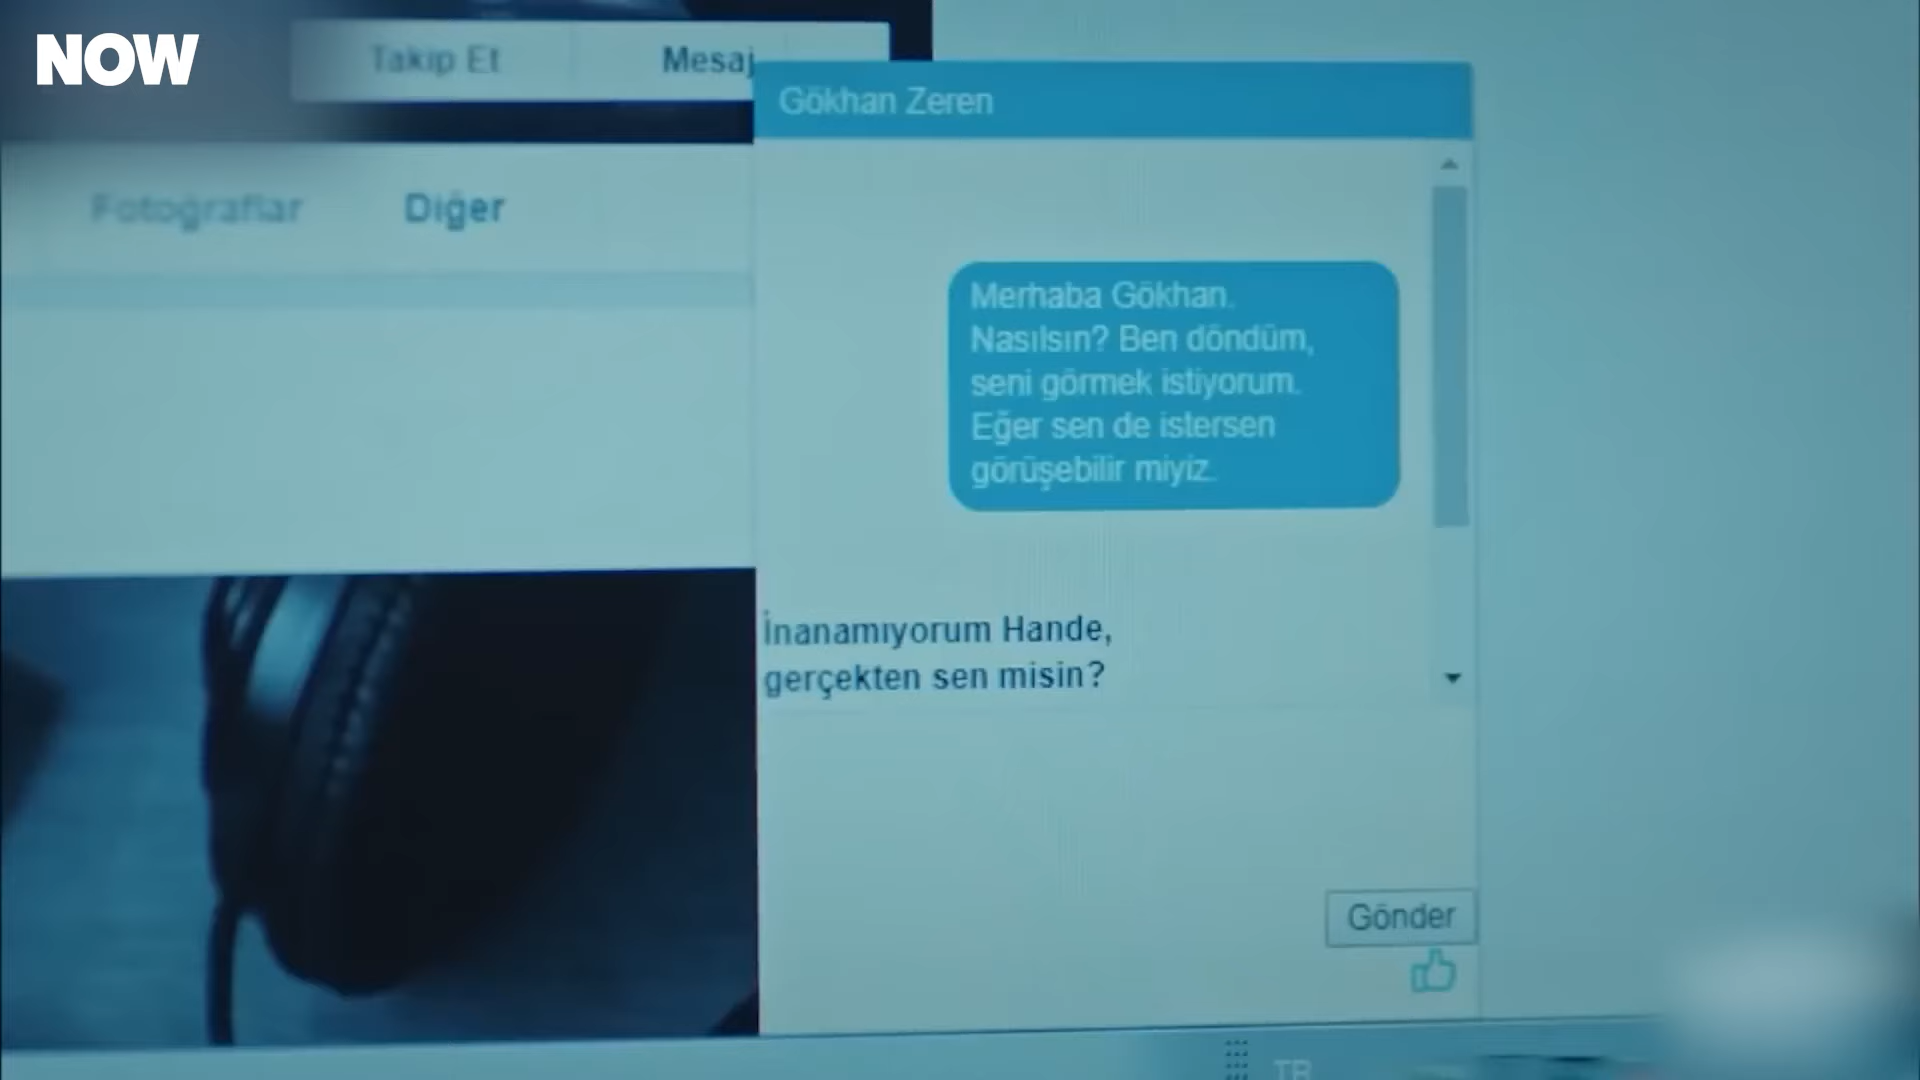 NOW
Takip Et
Mesaj
Gökhan Zeren
Fotoğraflar
Diğer
Merhaba Gökhan.
Nasılsın? Ben döndüm,
seni görmek istiyorum.
Eğer sen de istersen
görüşebilir miyiz.
İnanamıyorum Hande,
gerçekten sen misin?
Gönder
TR